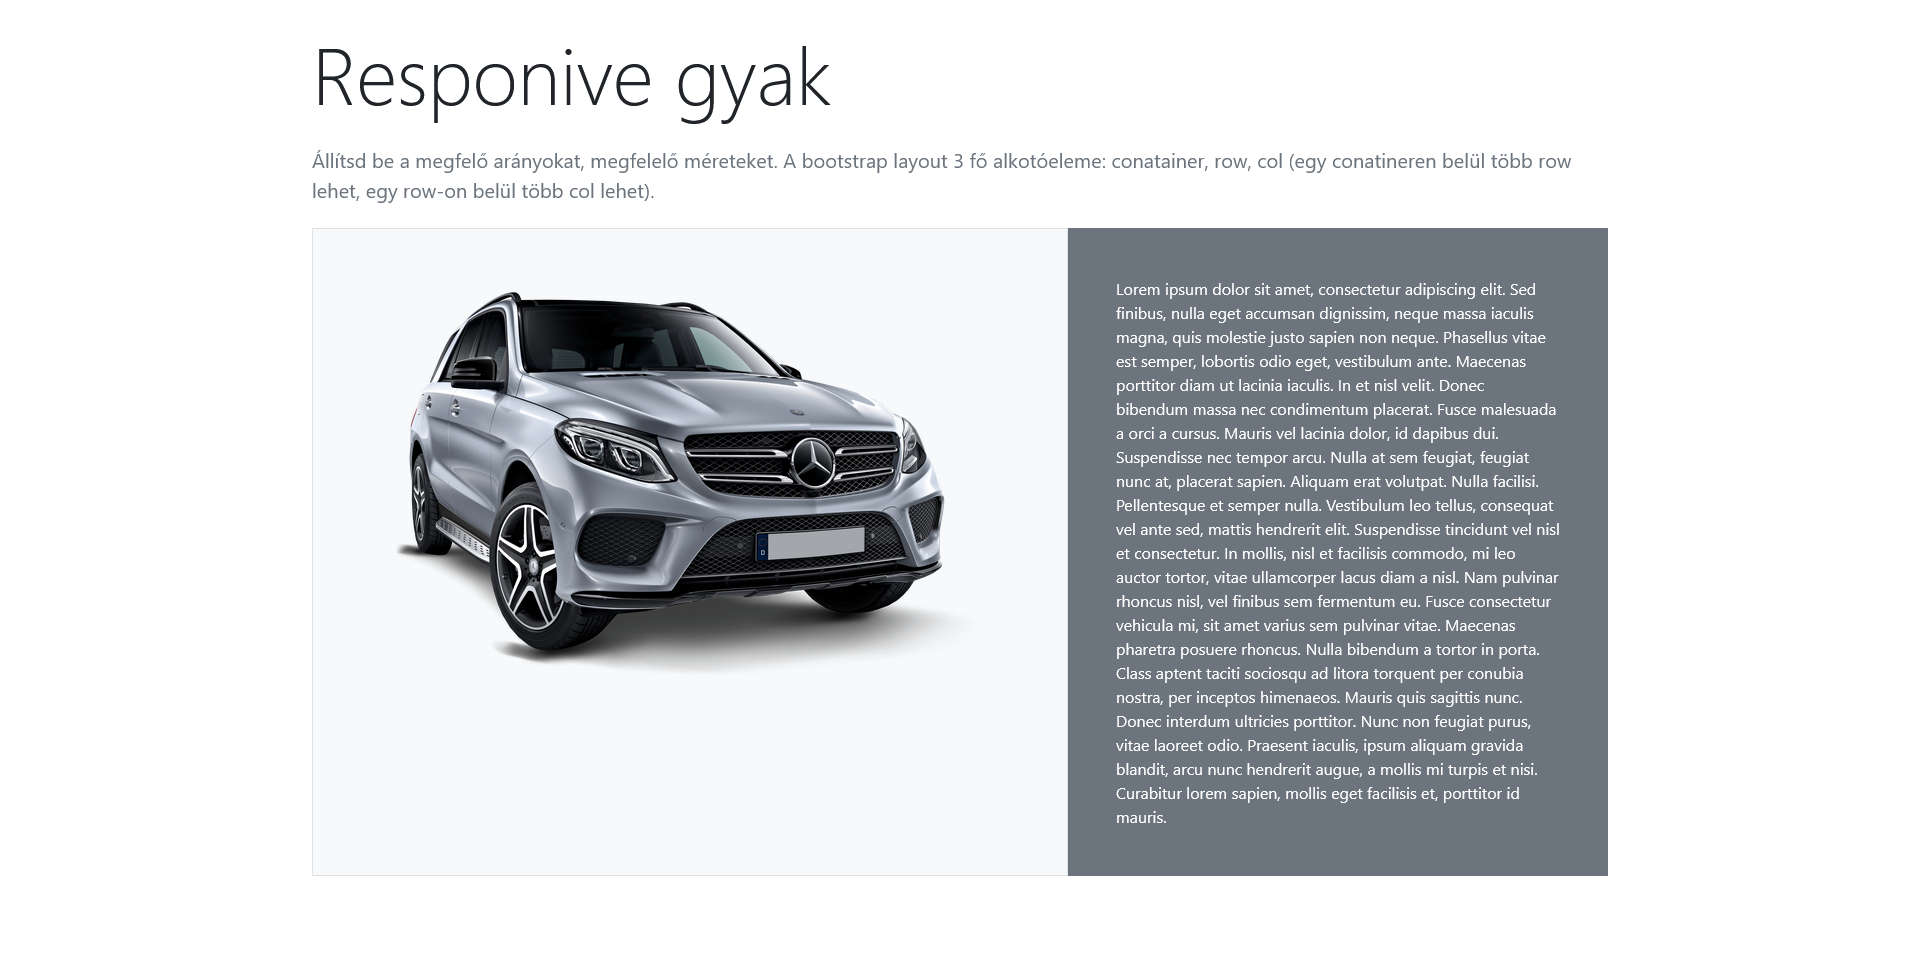 Responive gyak
Állítsd be a megfelő arányokat, megfelelő méreteket. A bootstrap layout 3 fő alkotóeleme: conatainer, row, col (egy conatineren belül több row
lehet, egy row-on belül több col lehet).
Lorem ipsum dolor sit amet, consectetur adipiscing elit. Sed
finibus, nulla eget accumsan dignissim, neque massa iaculis
magna, quis molestie justo sapien non neque. Phasellus vitae
est semper, lobortis odio eget, vestibulum ante. Maecenas
porttitor diam ut lacinia iaculis. In et nisl velit. Donec
bibendum massa nec condimentum placerat. Fusce malesuada
a orci a cursus. Mauris vel lacinia dolor, id dapibus dui.
Suspendisse nec tempor arcu. Nulla at sem feugiat, feugiat
nunc at, placerat sapien. Aliquam erat volutpat. Nulla facilisi.
Pellentesque et semper nulla. Vestibulum leo tellus, consequat
vel ante sed, mattis hendrerit elit. Suspendisse tincidunt vel nisl
et consectetur. In mollis, nisl et facilisis commodo, mi leo
auctor tortor, vitae ullamcorper lacus diam a nisl. Nam pulvinar
rhoncus nisl, vel finibus sem fermentum eu. Fusce consectetur
vehicula mi, sit amet varius sem pulvinar vitae. Maecenas
pharetra posuere rhoncus. Nulla bibendum a tortor in porta.
Class aptent taciti sociosqu ad litora torquent per conubia
nostra, per inceptos himenaeos. Mauris quis sagittis nunc.
Donec interdum ultricies porttitor. Nunc non feugiat purus,
vitae laoreet odio. Praesent iaculis, ipsum aliquam gravida
blandit, arcu nunc hendrerit augue, a mollis mi turpis et nisi.
Curabitur lorem sapien, mollis eget facilisis et, porttitor id
mauris.